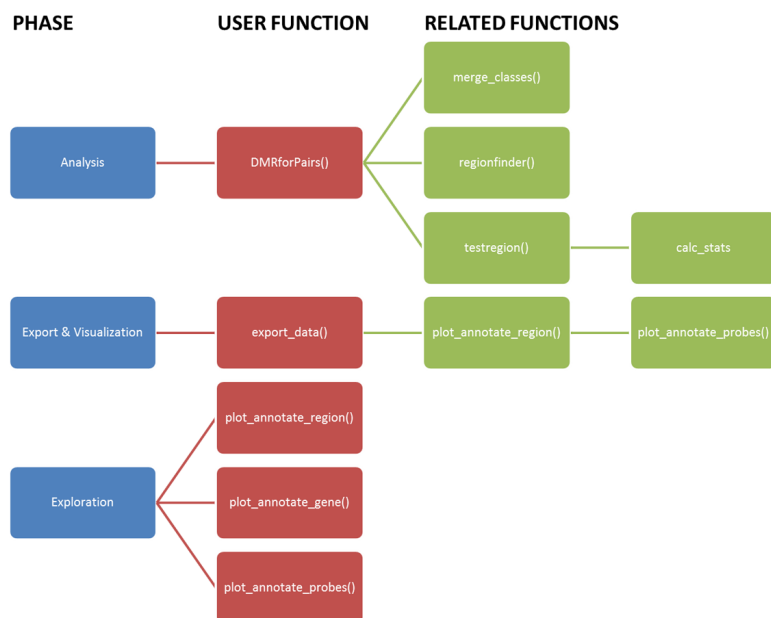 PHASE USER FUNCTION RELATED FUNCTIONS
merge_classes()
Analysis DMRforPairs() regionfinder()
testregion() calc_stats
Export & Visualization export_data() plot_annotate_region() plot_annotate_probes()
plot_annotate_region()
Exploration plot_annotate_gene()
plot_annotate_probes()